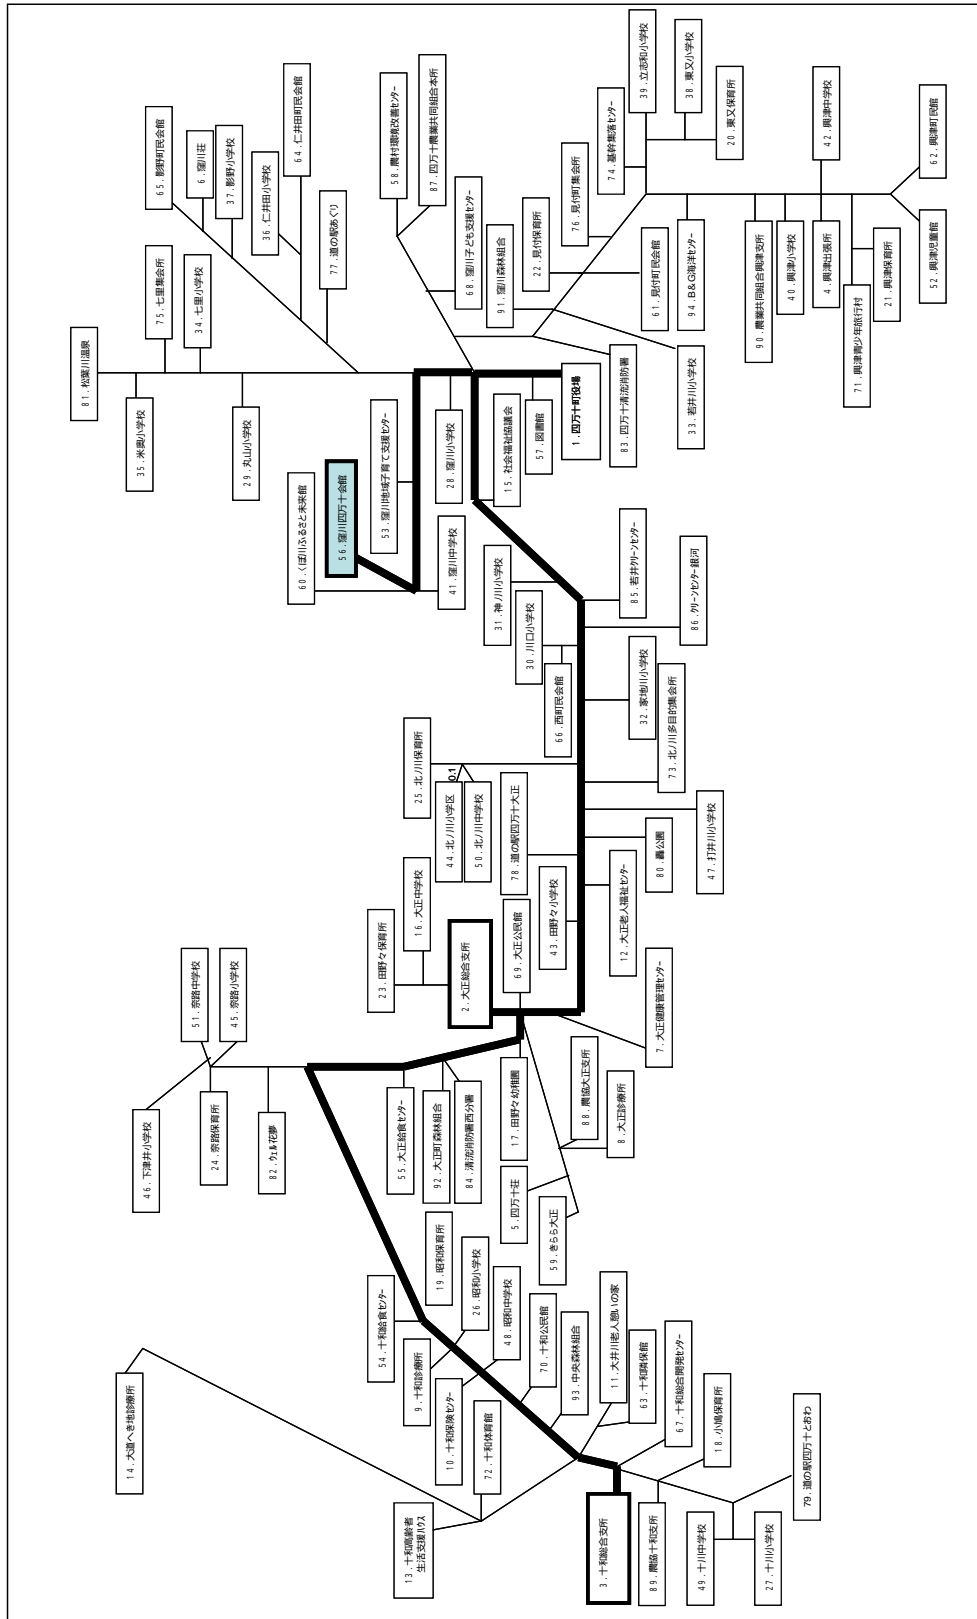 81.松葉川温泉
35.米奥小学校
75.七里集会所
34.七里小学校
29.丸山小学校
65.影野町民会館
6.窪川荘
37.影野小学校
36.仁井田小学校
64.仁井田町民会館
77.道の駅あぐり
58.農村環境改善センター
87.四万十農業共同組合本所
68.窪川子ども支援センター
91.窪川森林組合
22.見付保育所
76.見付町集会所
61.見付町民会館
74.基幹集落センター
39.立志和小学校
38.東又小学校
20.東又保育所
94.B&G海洋センター
90.農業共同組合興津支所
40.興津小学校
42.興津中学校
4.興津出張所
71.興津青少年旅行村
21.興津保育所
62.興津町民館
52.興津児童館
33.若井川小学校
83.四万十清流消防署
1.四万十町役場
57.図書館
15.社会福祉協議会
28.窪川小学校
53.窪川地域子育て支援センター
56.窪川四万十会館
60.くぼ川ふるさと未来館
41.窪川中学校
31.神ノ川小学校
30.川口小学校
66.西町民会館
85.若井クリーンセンター
86.クリーンセンター銀河
32.家地川小学校
73.北ノ川多目的集会所
25.北ノ川保育所
0.1
44.北ノ川小学区
50.北ノ川中学校
78.道の駅四万十大正
47.打井川小学校
80.轟公園
12.大正老人福祉センター
43.田野々小学校
69.大正公民館
16.大正中学校
23.田野々保育所
2.大正総合支所
7.大正健康管理センター
17.田野々幼稚園
88.農協大正支所
8.大正診療所
5.四万十荘
59.きらら大正
51.奈路中学校
45.奈路小学校
46.下津井小学校
24.奈路保育所
82.ウェル花夢
55.大正給食センター
92.大正町森林組合
84.清流消防署西分署
19.昭和保育所
26.昭和小学校
48.昭和中学校
54.十和給食センター
9.十和診療所
10.十和保険センター
72.十和体育館
70.十和公民館
93.中央森林組合
11.大井川老人憩いの家
63.十和隣保館
67.十和総合開発センター
14.大道へき地診療所
13.十和高齢者
生活支援ハウス
3.十和総合支所
18.小鳩保育所
89.農協十和支所
49.十川中学校
27.十川小学校
79.道の駅四万十とおわ